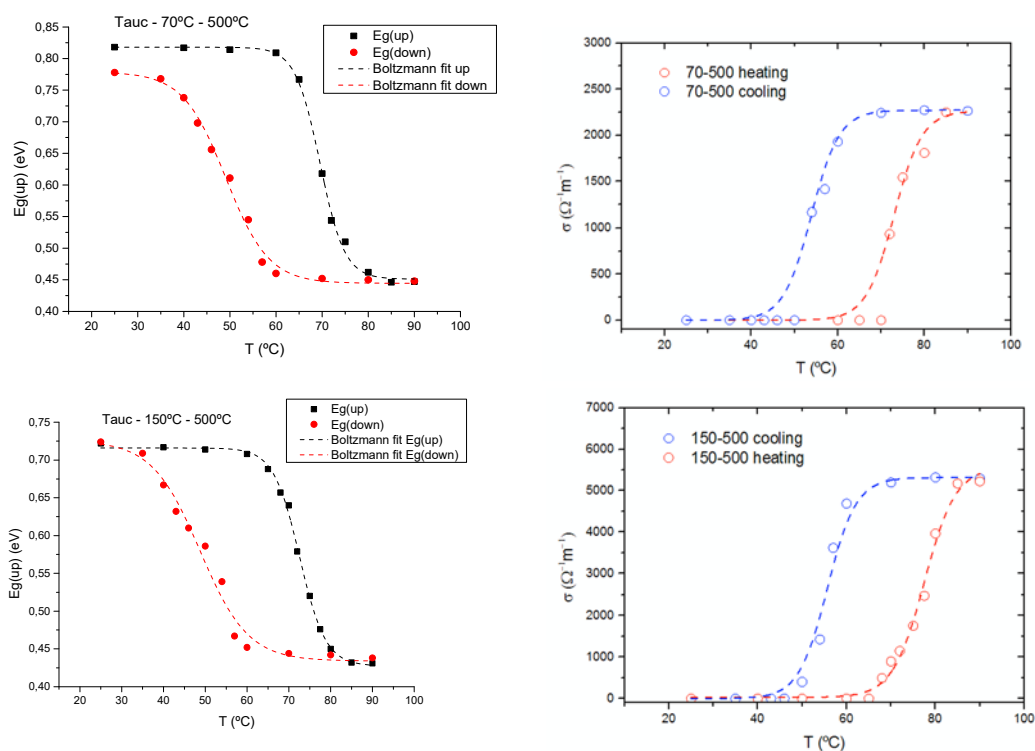 Tauc - 70ºC - 500ºC
Eg(up)
Eg(down)
Boltzmann fit up
Boltzmann fit down
0,85
0,80
0,75
0,70
0,65
0,60
0,55
0,50
0,45
0,40
Eg(up) (eV)
20 30 40 50 60 70 80 90 100
T (ºC)
70-500 heating
70-500 cooling
3000
2500
2000
1500
1000
500
0
σ (Ω⁻¹m⁻¹)
20 40 60 80 100
T (ºC)
Tauc - 150ºC - 500ºC
Eg(up)
Eg(down)
Boltzmann fit Eg(up)
Boltzmann fit Eg(down)
0,75
0,70
0,65
0,60
0,55
0,50
0,45
0,40
Eg(up) (eV)
20 30 40 50 60 70 80 90 100
T (ºC)
150-500 cooling
150-500 heating
7000
6000
5000
4000
3000
2000
1000
0
σ (Ω⁻¹m⁻¹)
20 40 60 80 100
T (ºC)